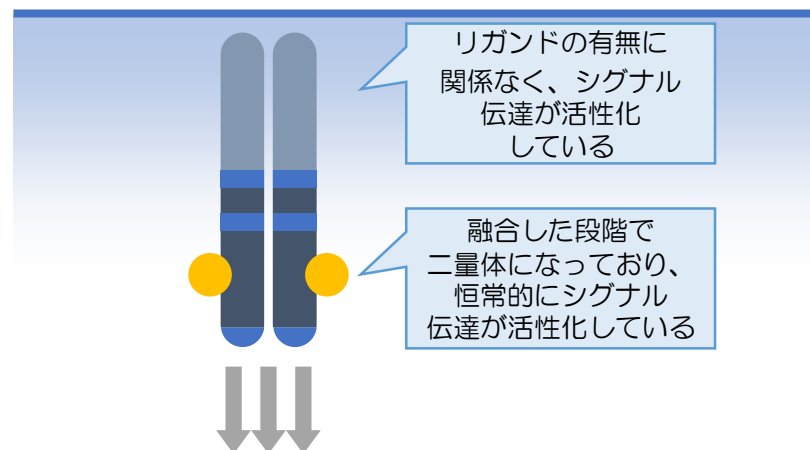 リガンドの有無に
関係なく、シグナル
伝達が活性化
している
融合した段階で
二量体になっており、
恒常的にシグナル
伝達が活性化している